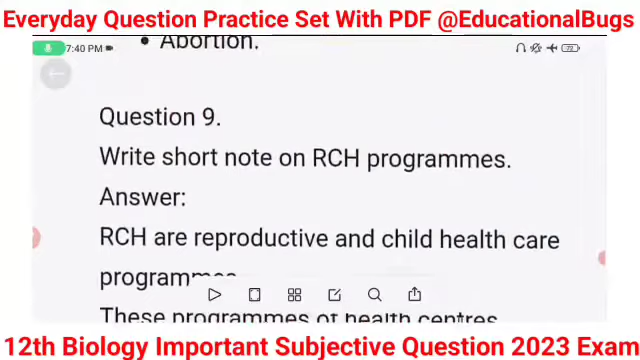 Everyday Question Practice Set With PDF @EducationalBugs
7:40 PM
72
• Abortion.
Question 9.
Write short note on RCH programmes.
Answer:
RCH are reproductive and child health care
programmes
These programmes of health centres
12th Biology Important Subjective Question 2023 Exam